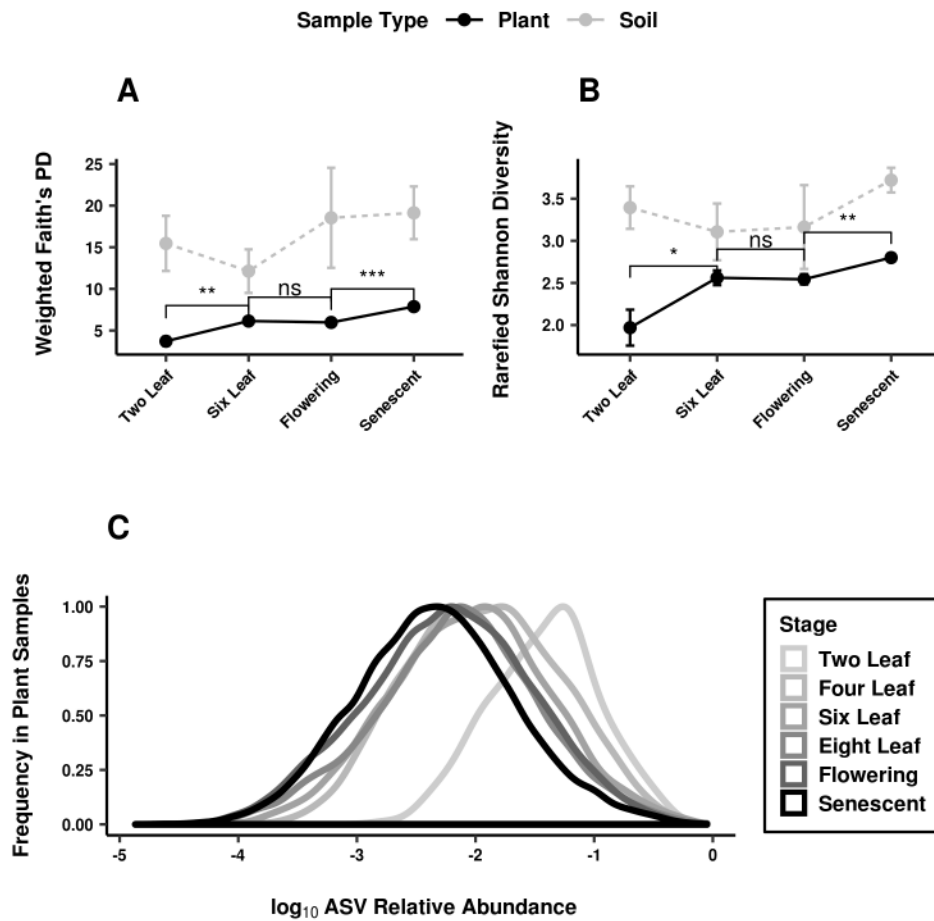 Sample Type Plant Soil
A
Weighted Faith's PD
25
20
15
10
5
** ns ***
Two Leaf Six Leaf Flowering Senescent
B
Rarefied Shannon Diversity
3.5
3.0
2.5
2.0
* ns **
Two Leaf Six Leaf Flowering Senescent
C
Frequency in Plant Samples
1.00
0.75
0.50
0.25
0.00
-5 -4 -3 -2 -1 0
log₁₀ ASV Relative Abundance
Stage
Two Leaf
Four Leaf
Six Leaf
Eight Leaf
Flowering
Senescent